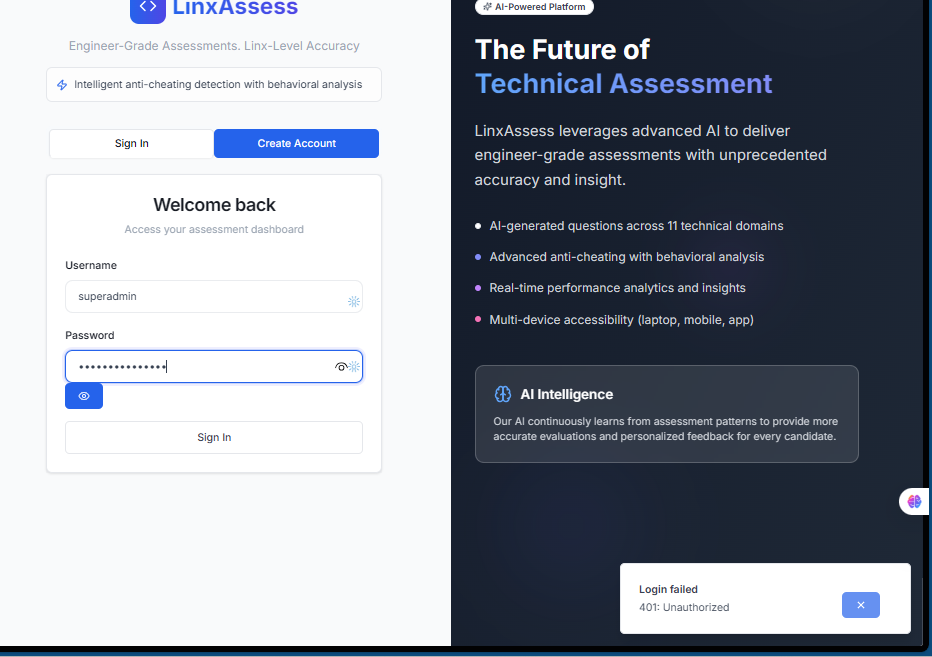 LinxAssess
Engineer-Grade Assessments. Linx-Level Accuracy
Intelligent anti-cheating detection with behavioral analysis
Sign In
Create Account
Welcome back
Access your assessment dashboard
Username
superadmin
Password
•••••••••••••••
Sign In
AI-Powered Platform
The Future of
Technical Assessment
LinxAssess leverages advanced AI to deliver
engineer-grade assessments with unprecedented
accuracy and insight.
AI-generated questions across 11 technical domains
Advanced anti-cheating with behavioral analysis
Real-time performance analytics and insights
Multi-device accessibility (laptop, mobile, app)
AI Intelligence
Our AI continuously learns from assessment patterns to provide more
accurate evaluations and personalized feedback for every candidate.
Login failed
401: Unauthorized